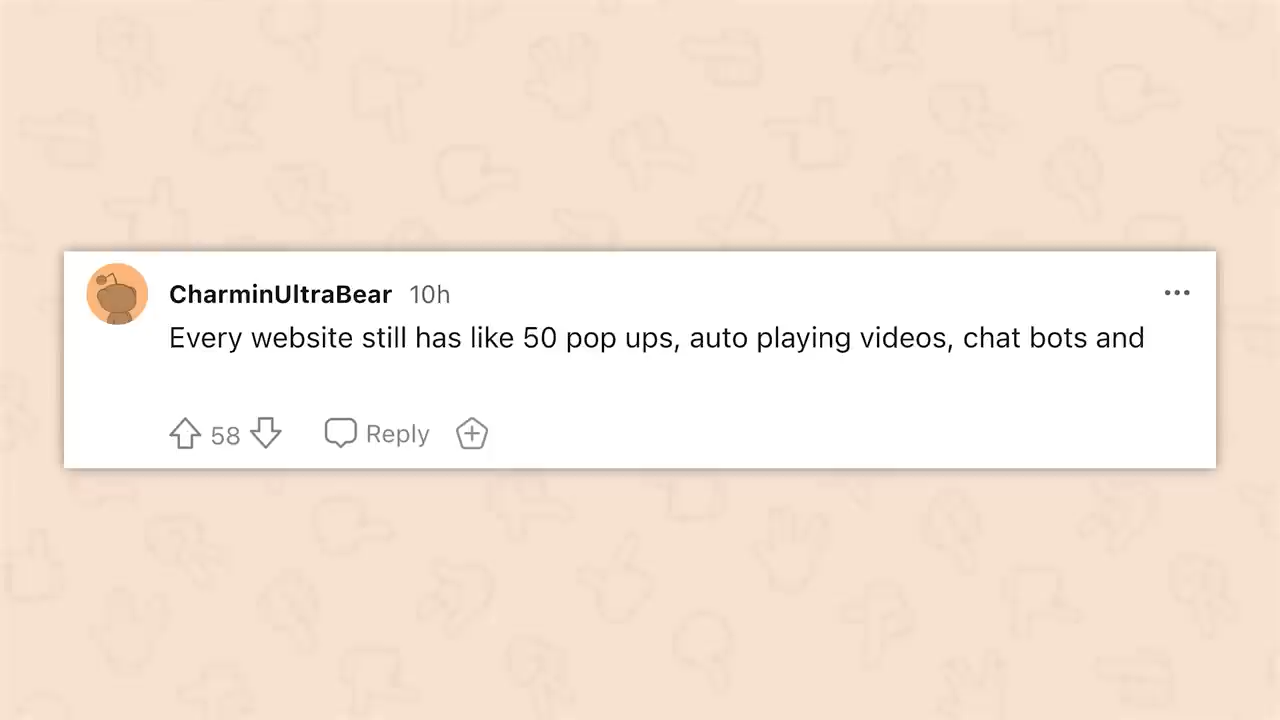 CharminUltraBear 10h
Every website still has like 50 pop ups, auto playing videos, chat bots and
58 Reply